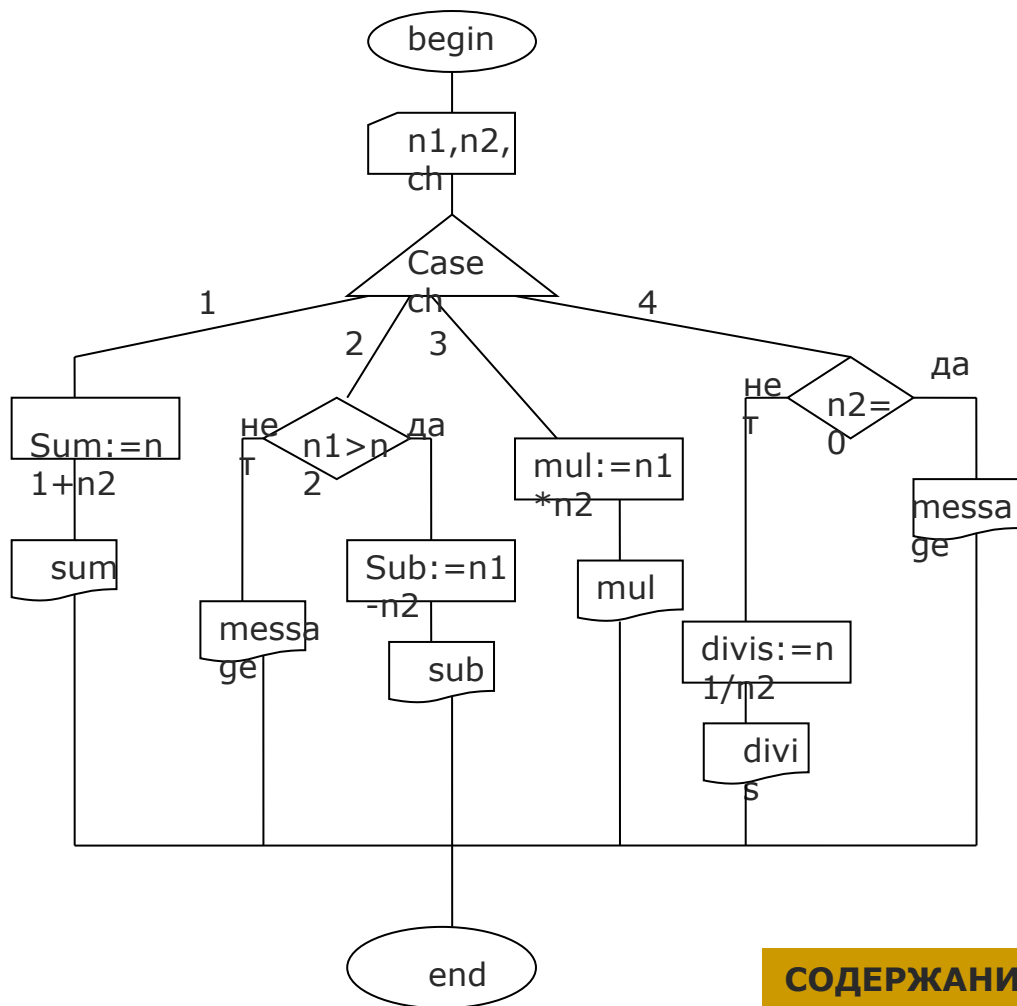 begin
n1,n2,
ch
Case
ch
1
2
3
4
Sum:=n
1+n2
sum
не
т
n1>n
2
да
messa
ge
Sub:=n1
-n2
sub
mul:=n1
*n2
mul
не
т
n2=
0
да
divis:=n
1/n2
divi
s
messa
ge
end
СОДЕРЖАНИ